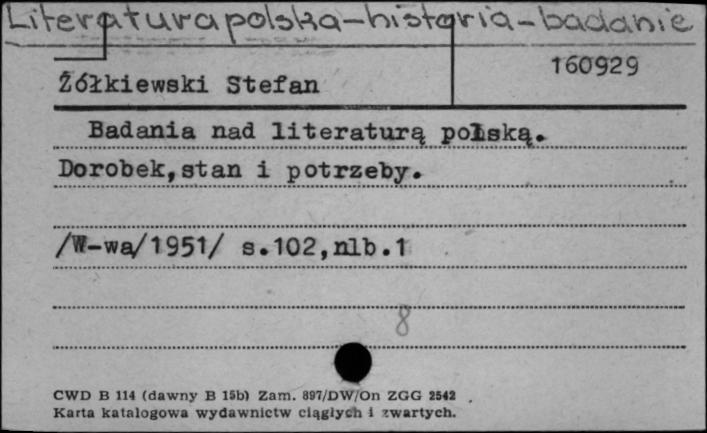 Literatura polska-historia-badanie
160929
Żółkiewski Stefan
Badania nad literaturą polską.
Dorobek,stan i potrzeby.
/W-wa/1951/ s.102,nlb.1
8
CWD B 114 (dawny B 15b) Zam. 897/DW/On ZGG 2542
Karta katalogowa wydawnictw ciągłych i zwartych.